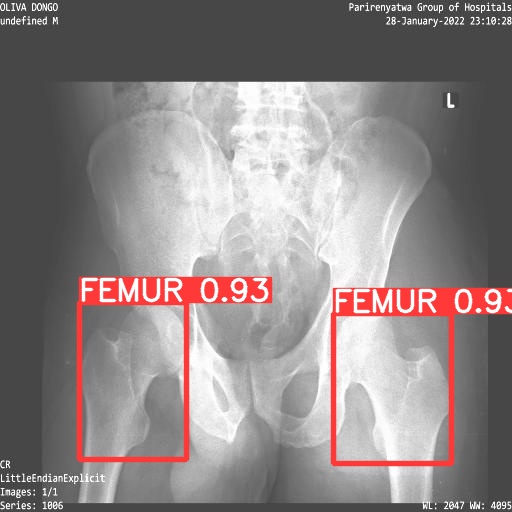 OLIVA DONGO
undefined M
Parirenyatwa Group of Hospitals
28-January-2022 23:10:28
L
FEMUR 0.93
FEMUR 0.93
CR
LittleEndianExplicit
Images: 1/1
Series: 1006
WL: 2047 WW: 4095